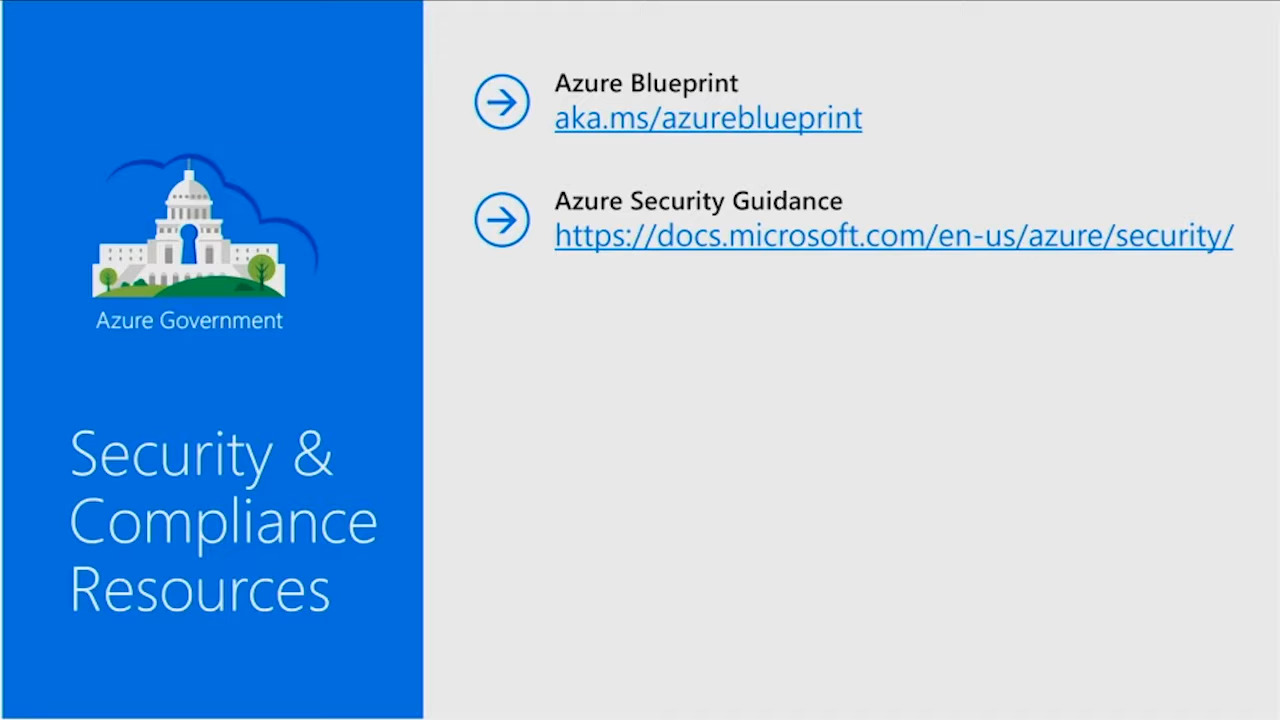 Azure Government
Security &
Compliance
Resources
Azure Blueprint
aka.ms/azureblueprint
Azure Security Guidance
https://docs.microsoft.com/en-us/azure/security/